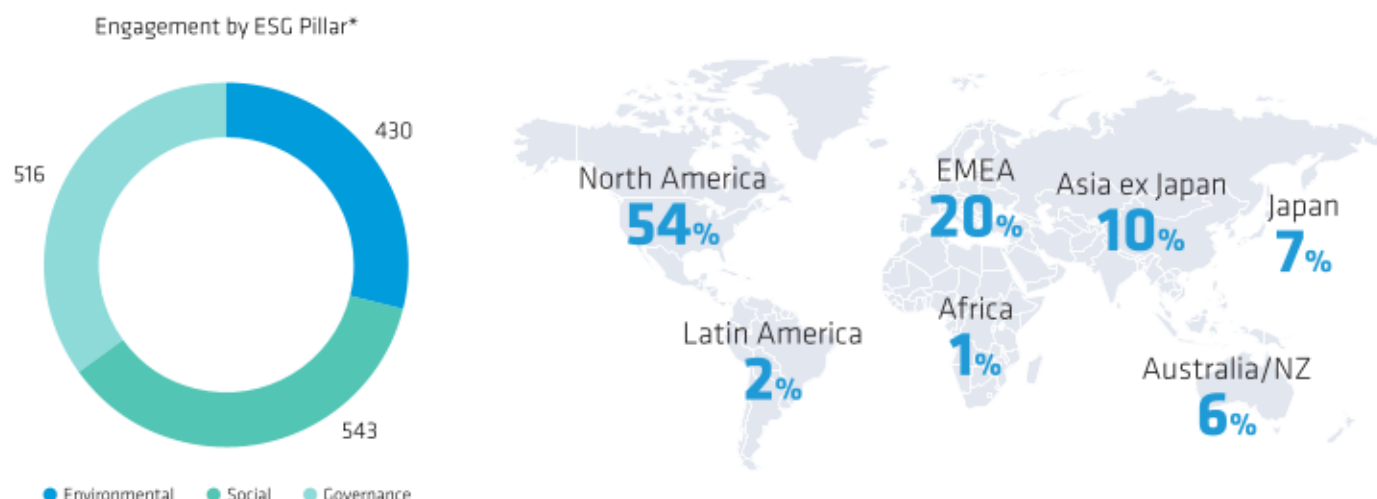 Engagement by ESG Pillar*
430
516
543
Environmental Social Governance
North America
54%
EMEA
20%
Asia ex Japan
10%
Japan
7%
Latin America
2%
Africa
1%
Australia/NZ
6%